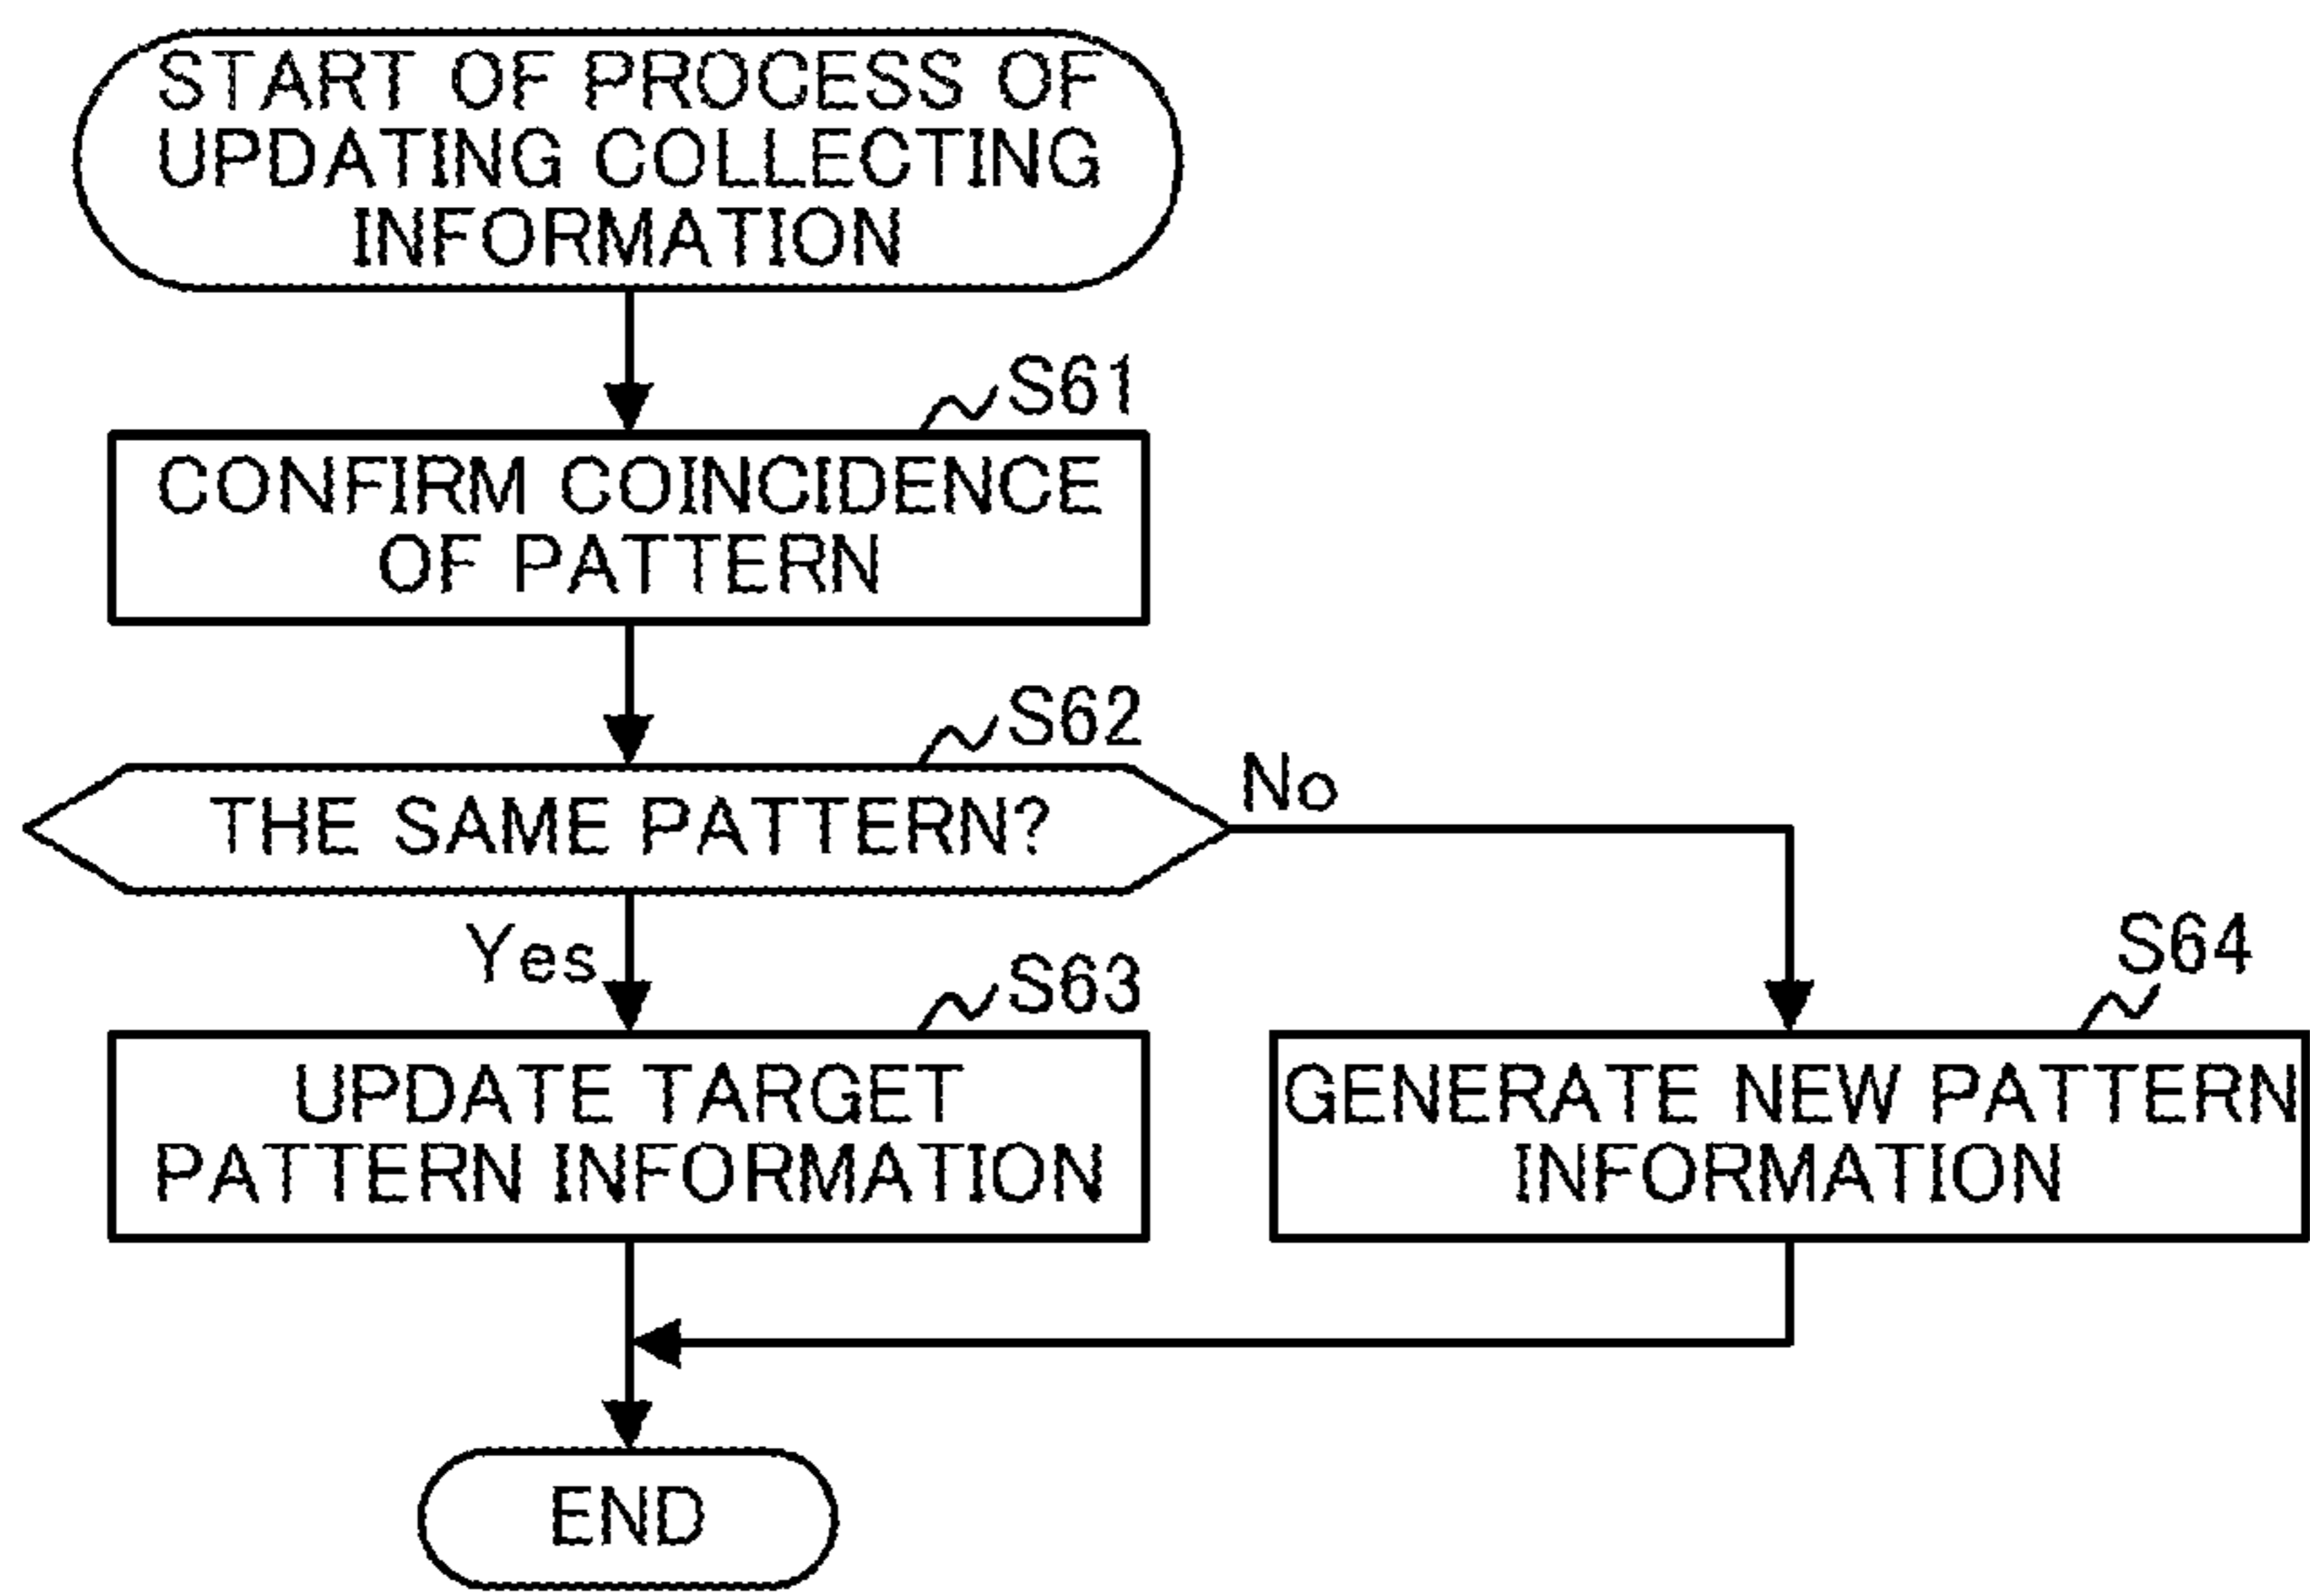 START OF PROCESS OF
UPDATING COLLECTING
INFORMATION
S61
CONFIRM COINCIDENCE
OF PATTERN
S62
THE SAME PATTERN?
No
Yes
S63
UPDATE TARGET
PATTERN INFORMATION
S64
GENERATE NEW PATTERN
INFORMATION
END